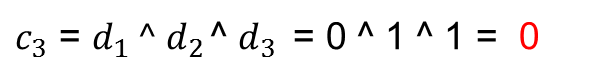 c₃ = d₁ ^ d₂ ^ d₃ = 0 ^ 1 ^ 1 = 0